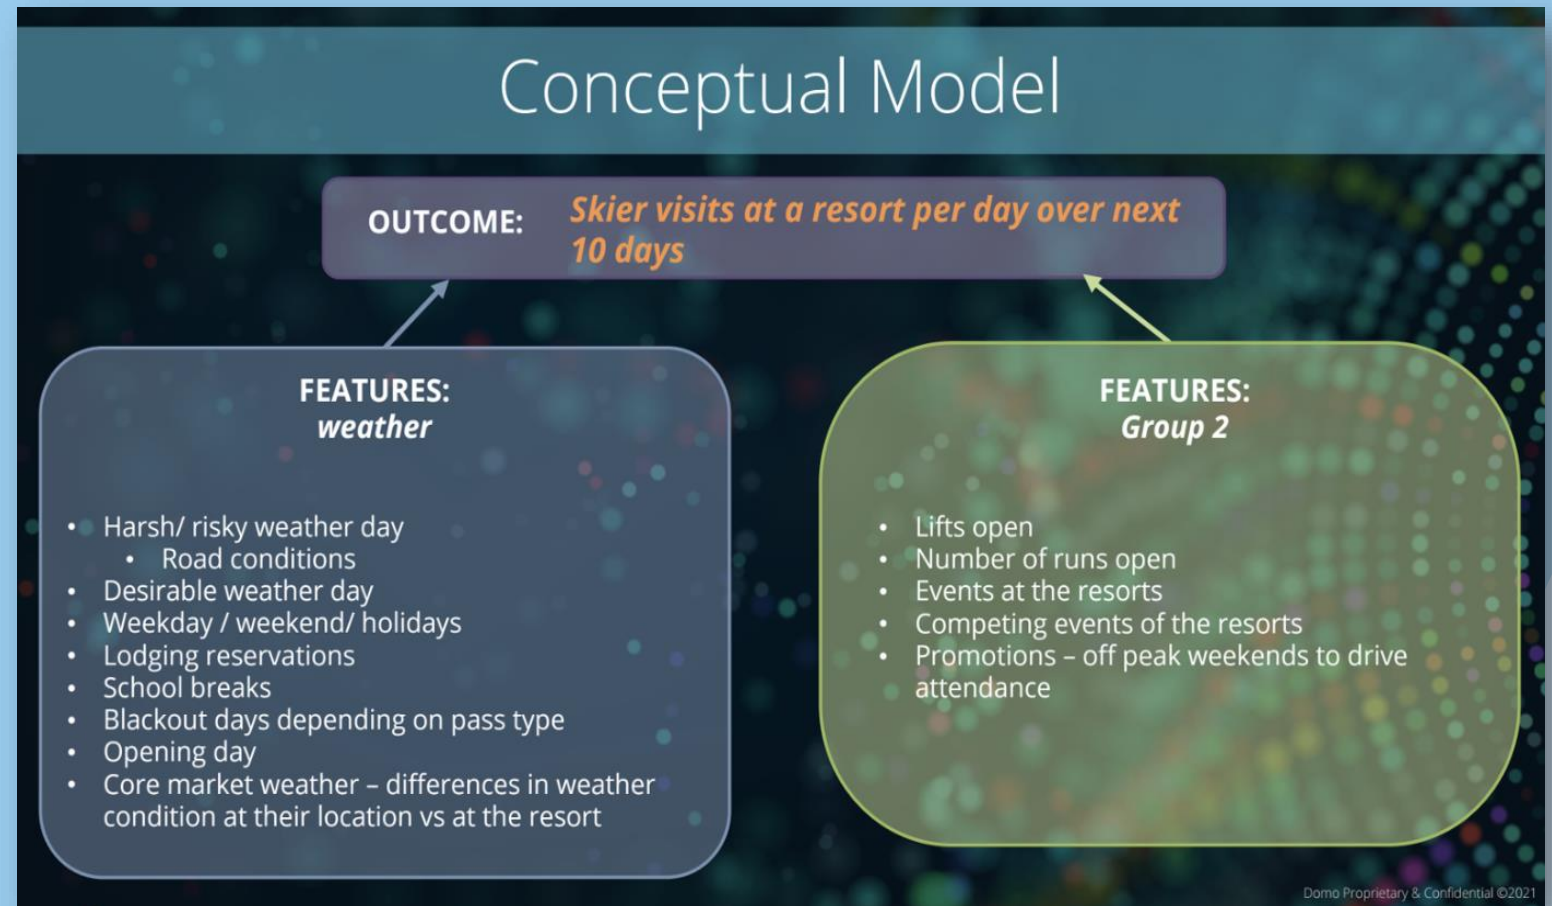 Conceptual Model
OUTCOME:
Skier visits at a resort per day over next
10 days
FEATURES:
weather
• Harsh/ risky weather day
• Road conditions
• Desirable weather day
• Weekday / weekend/ holidays
• Lodging reservations
• School breaks
• Blackout days depending on pass type
• Opening day
• Core market weather – differences in weather
condition at their location vs at the resort
FEATURES:
Group 2
• Lifts open
• Number of runs open
• Events at the resorts
• Competing events of the resorts
• Promotions – off peak weekends to drive
attendance
Domo Proprietary & Confidential ©2021